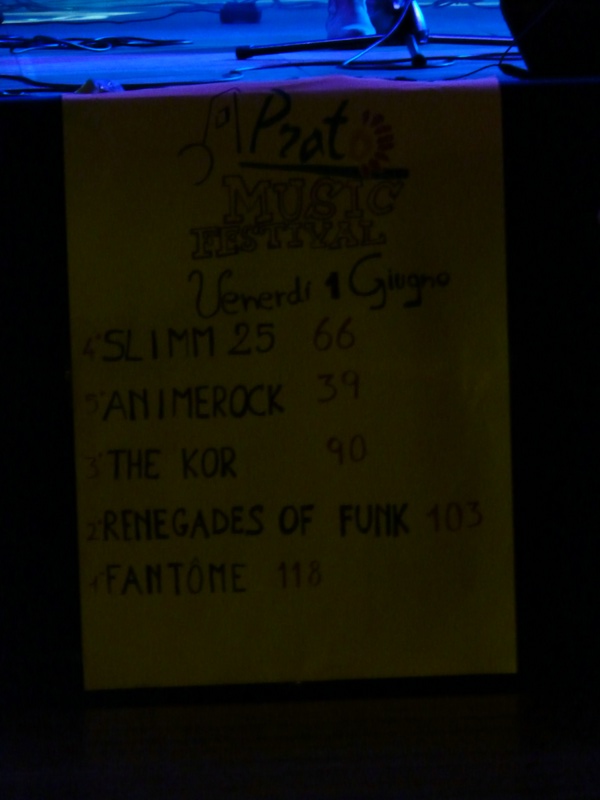 Prato
MUSIC
FESTIVAL
Venerdí 1 Giugno
4° SLIMM 25 66
5° ANIMEROCK 39
3° THE KOR 90
2° RENEGADES OF FUNK 103
1° FANTÔME 118